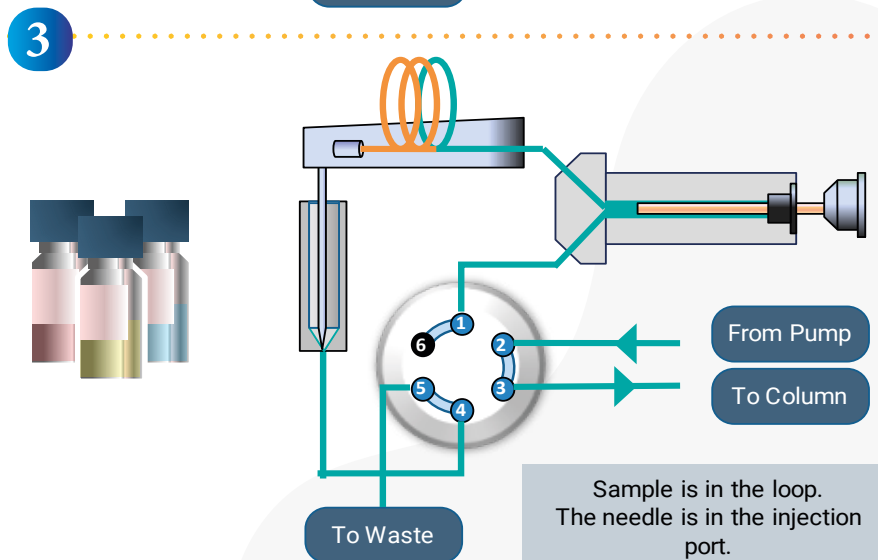 3
1
6
2
5
3
4
From Pump
To Column
To Waste
Sample is in the loop.
The needle is in the injection
port.